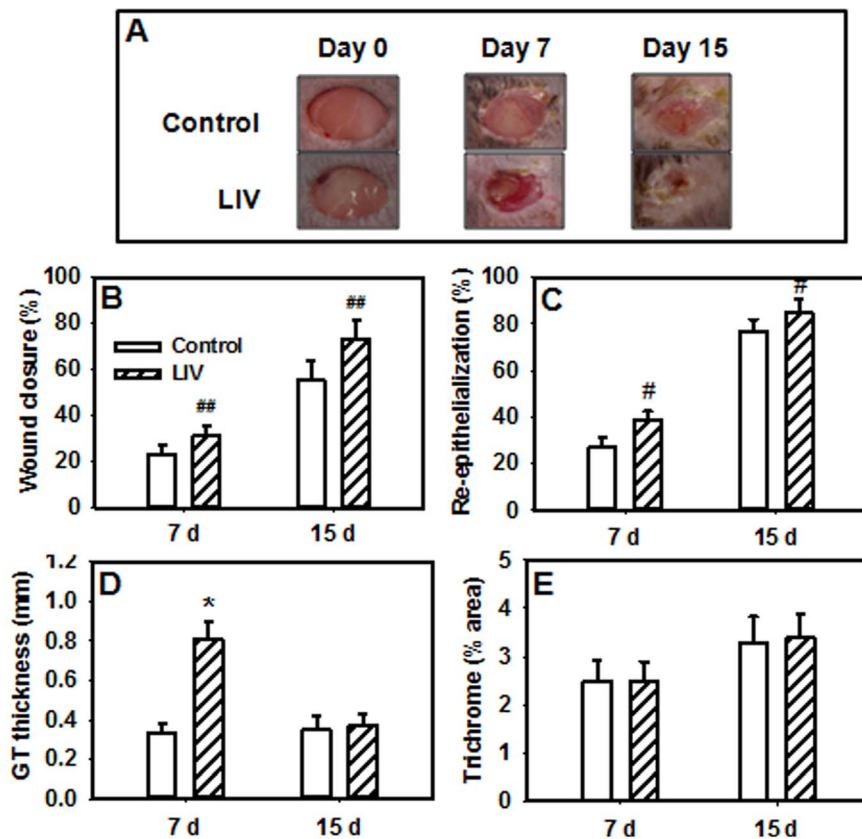 A
Day 0 Day 7 Day 15
Control
LIV
B
Wound closure (%)
100
80
60
40
20
0
Control
LIV
##
##
7 d 15 d
C
Re-epithelialization (%)
100
80
60
40
20
0
#
#
7 d 15 d
D
GT thickness (mm)
1.2
1.0
0.8
0.6
0.4
0.2
0.0
*
7 d 15 d
E
Trichrome (% area)
5
4
3
2
1
0
7 d 15 d